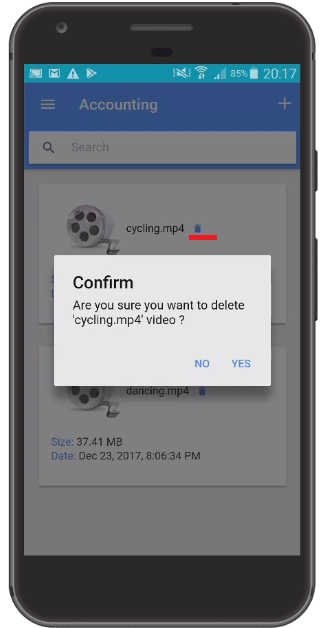 85% 20:17
Accounting
Search
cycling.mp4
Confirm
Are you sure you want to delete
'cycling.mp4' video ?
NO YES
dancing.mp4
Size: 37.41 MB
Date: Dec 23, 2017, 8:06:34 PM